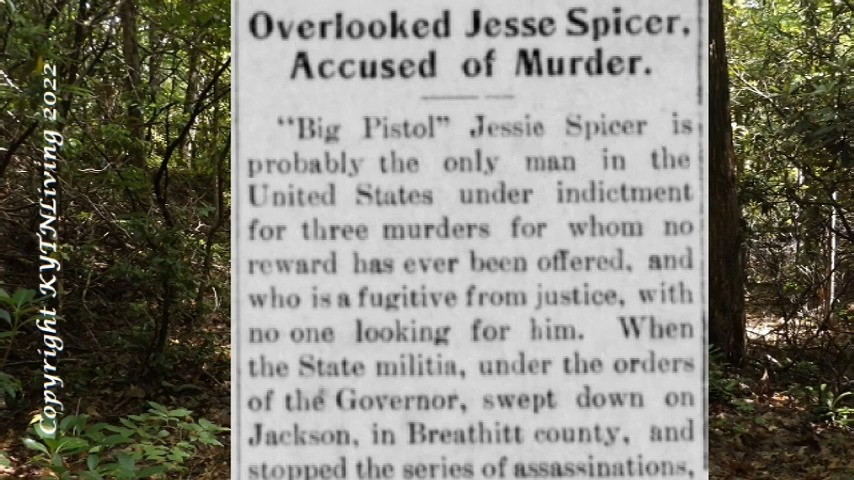 Overlooked Jesse Spicer,
Accused of Murder.
"Big Pistol" Jessie Spicer is
probably the only man in the
United States under indictment
for three murders for whom no
reward has ever been offered, and
who is a fugitive from justice, with
no one looking for him. When
the State militia, under the orders
of the Governor, swept down on
Jackson, in Breathitt county, and
stopped the series of assassinations,
Copyright KYTNLiving 2022